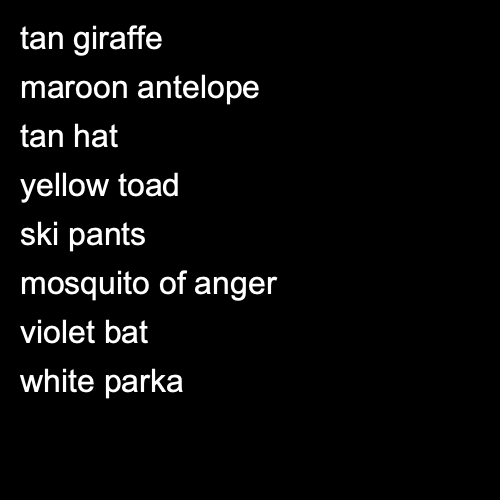 tan giraffe
maroon antelope
tan hat
yellow toad
ski pants
mosquito of anger
violet bat
white parka